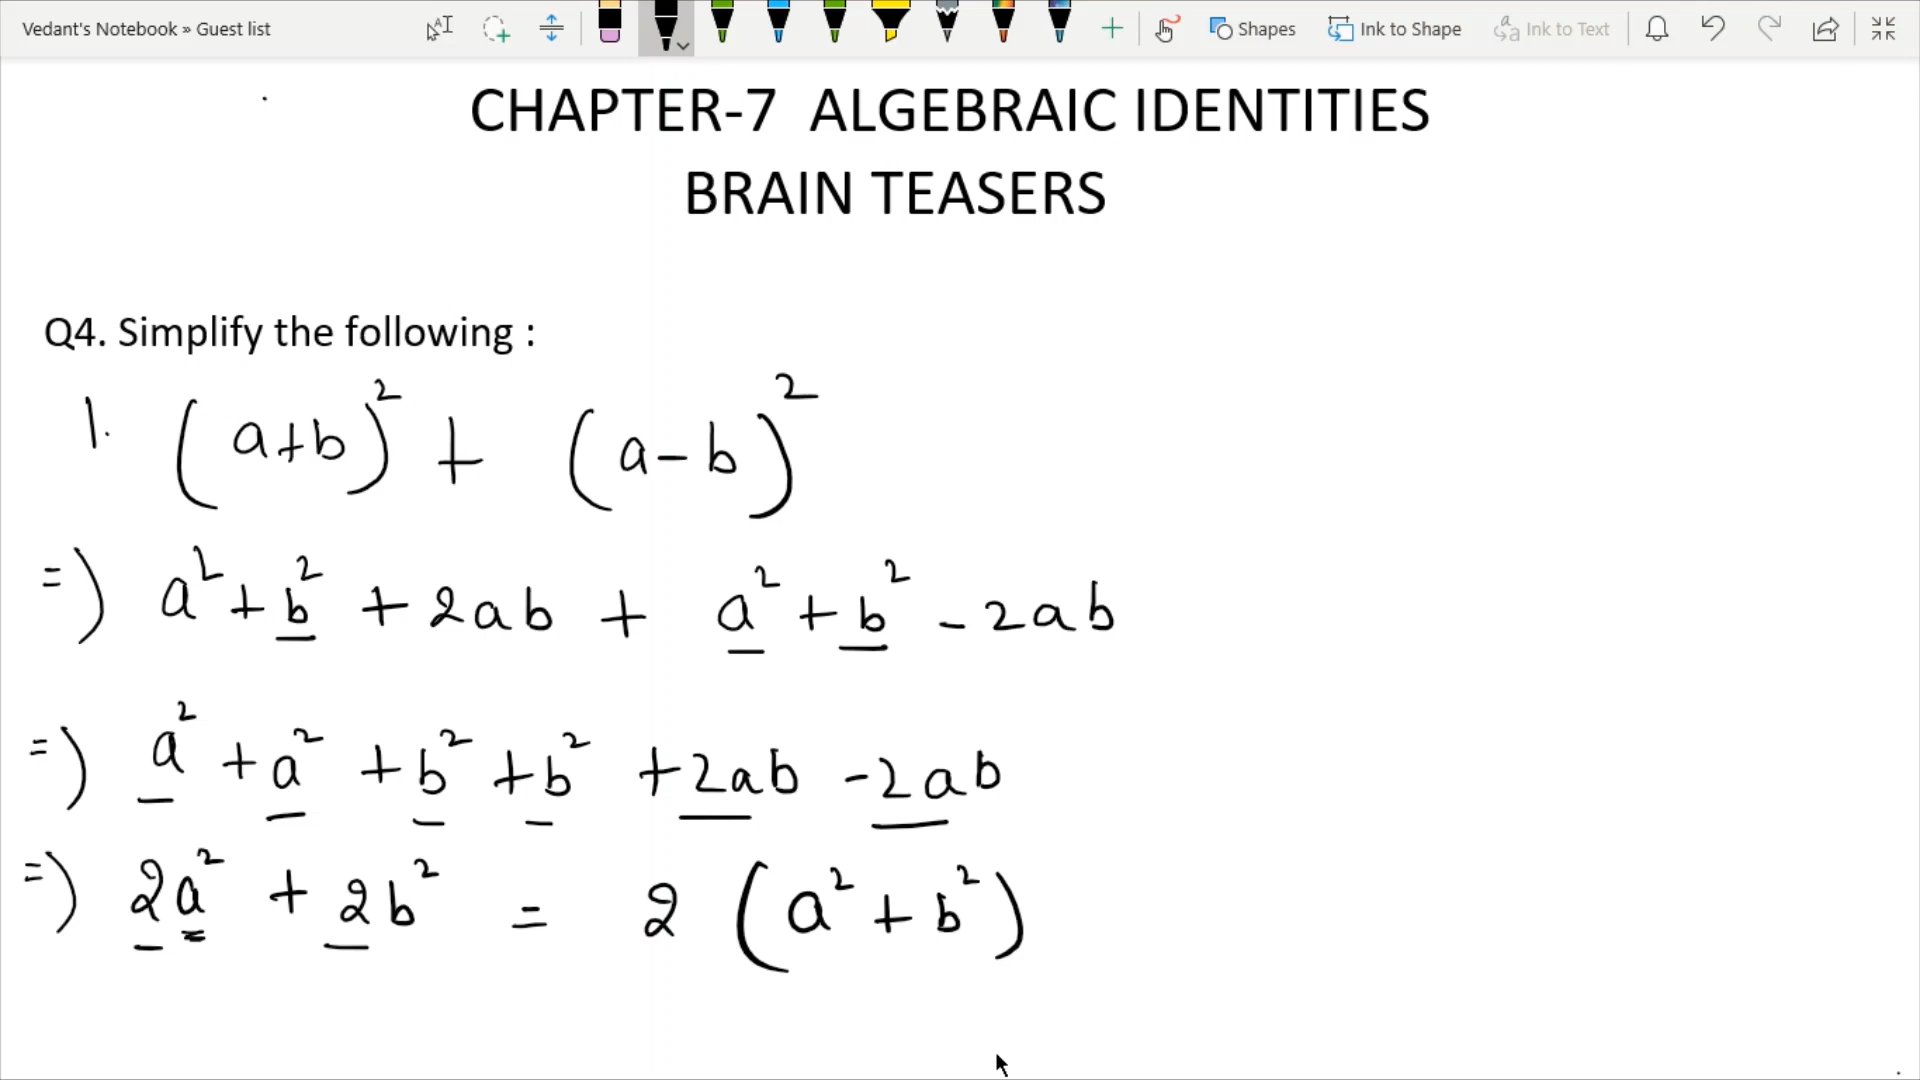 Vedant's Notebook » Guest list Shapes Ink to Shape Ink to Text
CHAPTER-7 ALGEBRAIC IDENTITIES
BRAIN TEASERS
Q4. Simplify the following :
1. (a+b)² + (a-b)²
=) a² + b² + 2ab + a² + b² - 2ab
=) a² + a² + b² + b² + 2ab - 2ab
=) 2a² + 2b² = 2 (a² + b²)